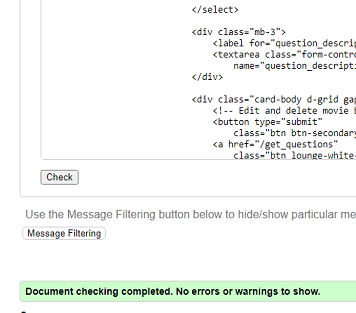 </select>
<div class="mb-3">
<label for="question_descrip
<textarea class="form-contro
name="question_descripti
</div>
<div class="card-body d-grid gap
<!-- Edit and delete movie b
<button type="submit"
class="btn btn-secondary
<a href="/get_questions"
class="btn lounge-white-
Check
Use the Message Filtering button below to hide/show particular me
Message Filtering
Document checking completed. No errors or warnings to show.